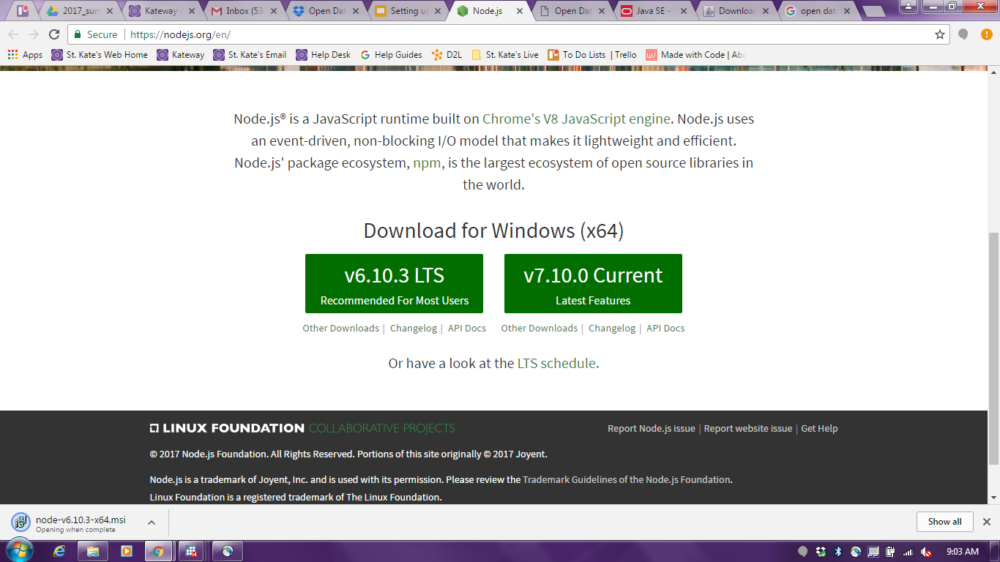 2017_sum
Kateway
Inbox (53
Open Dat
Setting u
Node.js
Open Dat
Java SE -
Download
open dat
Secure
https://nodejs.org/en/
Apps
St. Kate's Web Home
Kateway
St. Kate's Email
Help Desk
Help Guides
D2L
St. Kate's Live
To Do Lists | Trello
Made with Code | Abo
Node.js® is a JavaScript runtime built on Chrome's V8 JavaScript engine. Node.js uses
an event-driven, non-blocking I/O model that makes it lightweight and efficient.
Node.js' package ecosystem, npm, is the largest ecosystem of open source libraries in
the world.
Download for Windows (x64)
v6.10.3 LTS
Recommended For Most Users
v7.10.0 Current
Latest Features
Other Downloads | Changelog | API Docs
Other Downloads | Changelog | API Docs
Or have a look at the LTS schedule.
LINUX FOUNDATION COLLABORATIVE PROJECTS
Report Node.js issue | Report website issue | Get Help
© 2017 Node.js Foundation. All Rights Reserved. Portions of this site originally © 2017 Joyent.
Node.js is a trademark of Joyent, Inc. and is used with its permission. Please review the Trademark Guidelines of the Node.js Foundation.
Linux Foundation is a registered trademark of The Linux Foundation.
node-v6.10.3-x64.msi
Opening when complete
Show all
9:03 AM